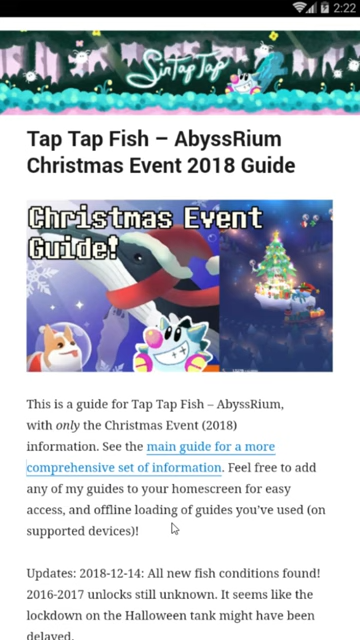 2:22
SinTapTap
Tap Tap Fish – AbyssRium
Christmas Event 2018 Guide
Christmas Event
Guide!
This is a guide for Tap Tap Fish – AbyssRium,
with only the Christmas Event (2018)
information. See the main guide for a more
comprehensive set of information. Feel free to add
any of my guides to your homescreen for easy
access, and offline loading of guides you've used (on
supported devices)!
Updates: 2018-12-14: All new fish conditions found!
2016-2017 unlocks still unknown. It seems like the
lockdown on the Halloween tank might have been
delayed.